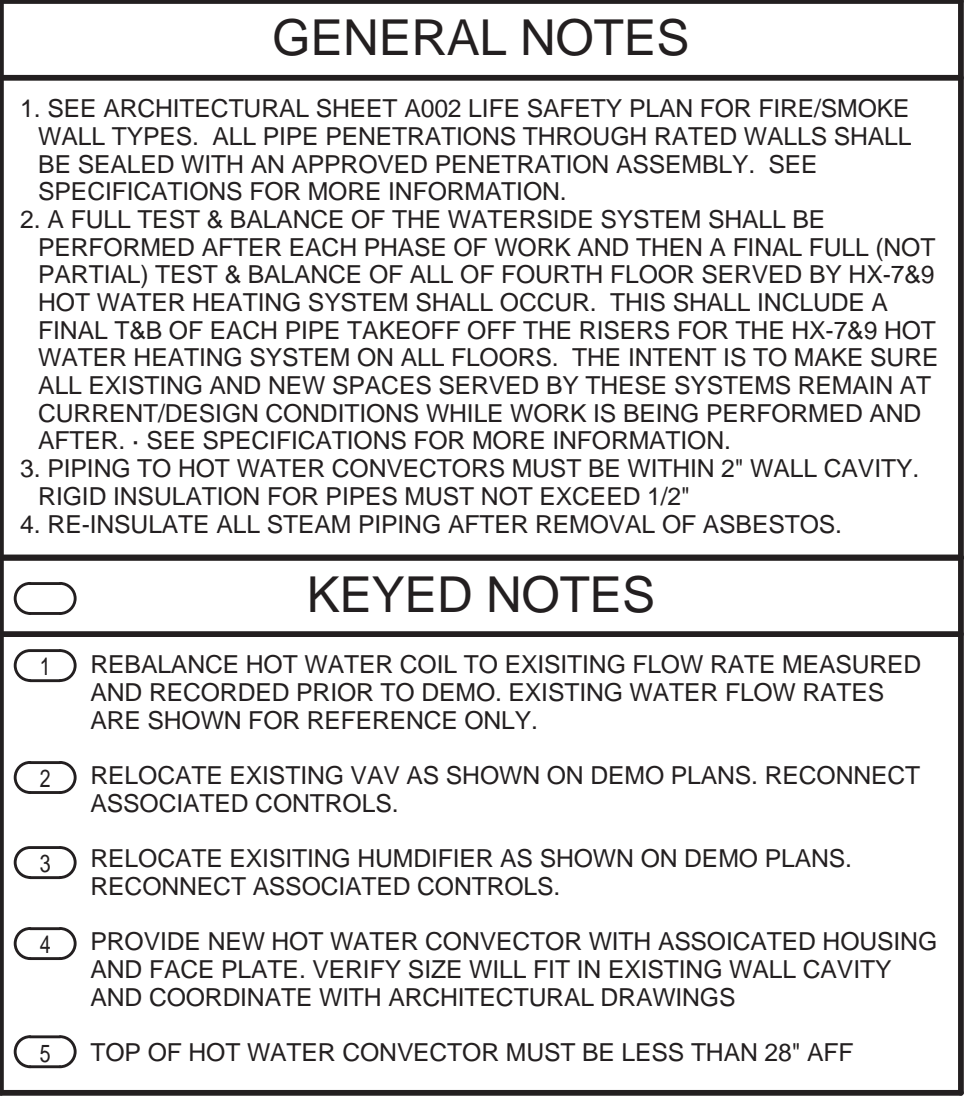 GENERAL NOTES
1. SEE ARCHITECTURAL SHEET A002 LIFE SAFETY PLAN FOR FIRE/SMOKE
WALL TYPES. ALL PIPE PENETRATIONS THROUGH RATED WALLS SHALL
BE SEALED WITH AN APPROVED PENETRATION ASSEMBLY. SEE
SPECIFICATIONS FOR MORE INFORMATION.
2. A FULL TEST & BALANCE OF THE WATERSIDE SYSTEM SHALL BE
PERFORMED AFTER EACH PHASE OF WORK AND THEN A FINAL FULL (NOT
PARTIAL) TEST & BALANCE OF ALL OF FOURTH FLOOR SERVED BY HX-7&9
HOT WATER HEATING SYSTEM SHALL OCCUR. THIS SHALL INCLUDE A
FINAL T&B OF EACH PIPE TAKEOFF OFF THE RISERS FOR THE HX-7&9 HOT
WATER HEATING SYSTEM ON ALL FLOORS. THE INTENT IS TO MAKE SURE
ALL EXISTING AND NEW SPACES SERVED BY THESE SYSTEMS REMAIN AT
CURRENT/DESIGN CONDITIONS WHILE WORK IS BEING PERFORMED AND
AFTER. · SEE SPECIFICATIONS FOR MORE INFORMATION.
3. PIPING TO HOT WATER CONVECTORS MUST BE WITHIN 2" WALL CAVITY.
RIGID INSULATION FOR PIPES MUST NOT EXCEED 1/2"
4. RE-INSULATE ALL STEAM PIPING AFTER REMOVAL OF ASBESTOS.
KEYED NOTES
1 REBALANCE HOT WATER COIL TO EXISITING FLOW RATE MEASURED
AND RECORDED PRIOR TO DEMO. EXISTING WATER FLOW RATES
ARE SHOWN FOR REFERENCE ONLY.
2 RELOCATE EXISTING VAV AS SHOWN ON DEMO PLANS. RECONNECT
ASSOCIATED CONTROLS.
3 RELOCATE EXISITING HUMDIFIER AS SHOWN ON DEMO PLANS.
RECONNECT ASSOCIATED CONTROLS.
4 PROVIDE NEW HOT WATER CONVECTOR WITH ASSOICATED HOUSING
AND FACE PLATE. VERIFY SIZE WILL FIT IN EXISTING WALL CAVITY
AND COORDINATE WITH ARCHITECTURAL DRAWINGS
5 TOP OF HOT WATER CONVECTOR MUST BE LESS THAN 28" AFF